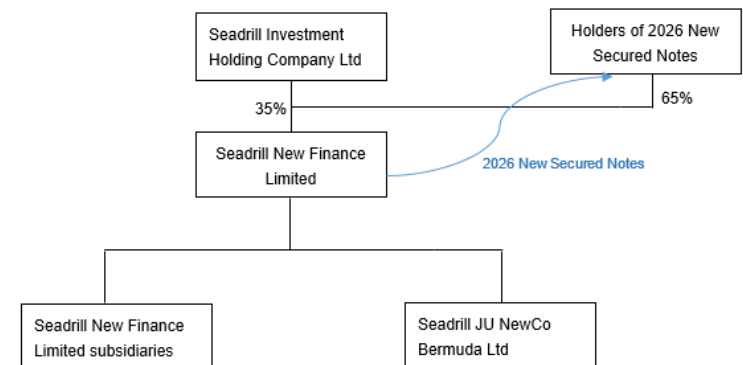 Seadrill Investment
Holding Company Ltd
Holders of 2026 New
Secured Notes
35%
65%
Seadrill New Finance
Limited
2026 New Secured Notes
Seadrill New Finance
Limited subsidiaries
Seadrill JU NewCo
Bermuda Ltd